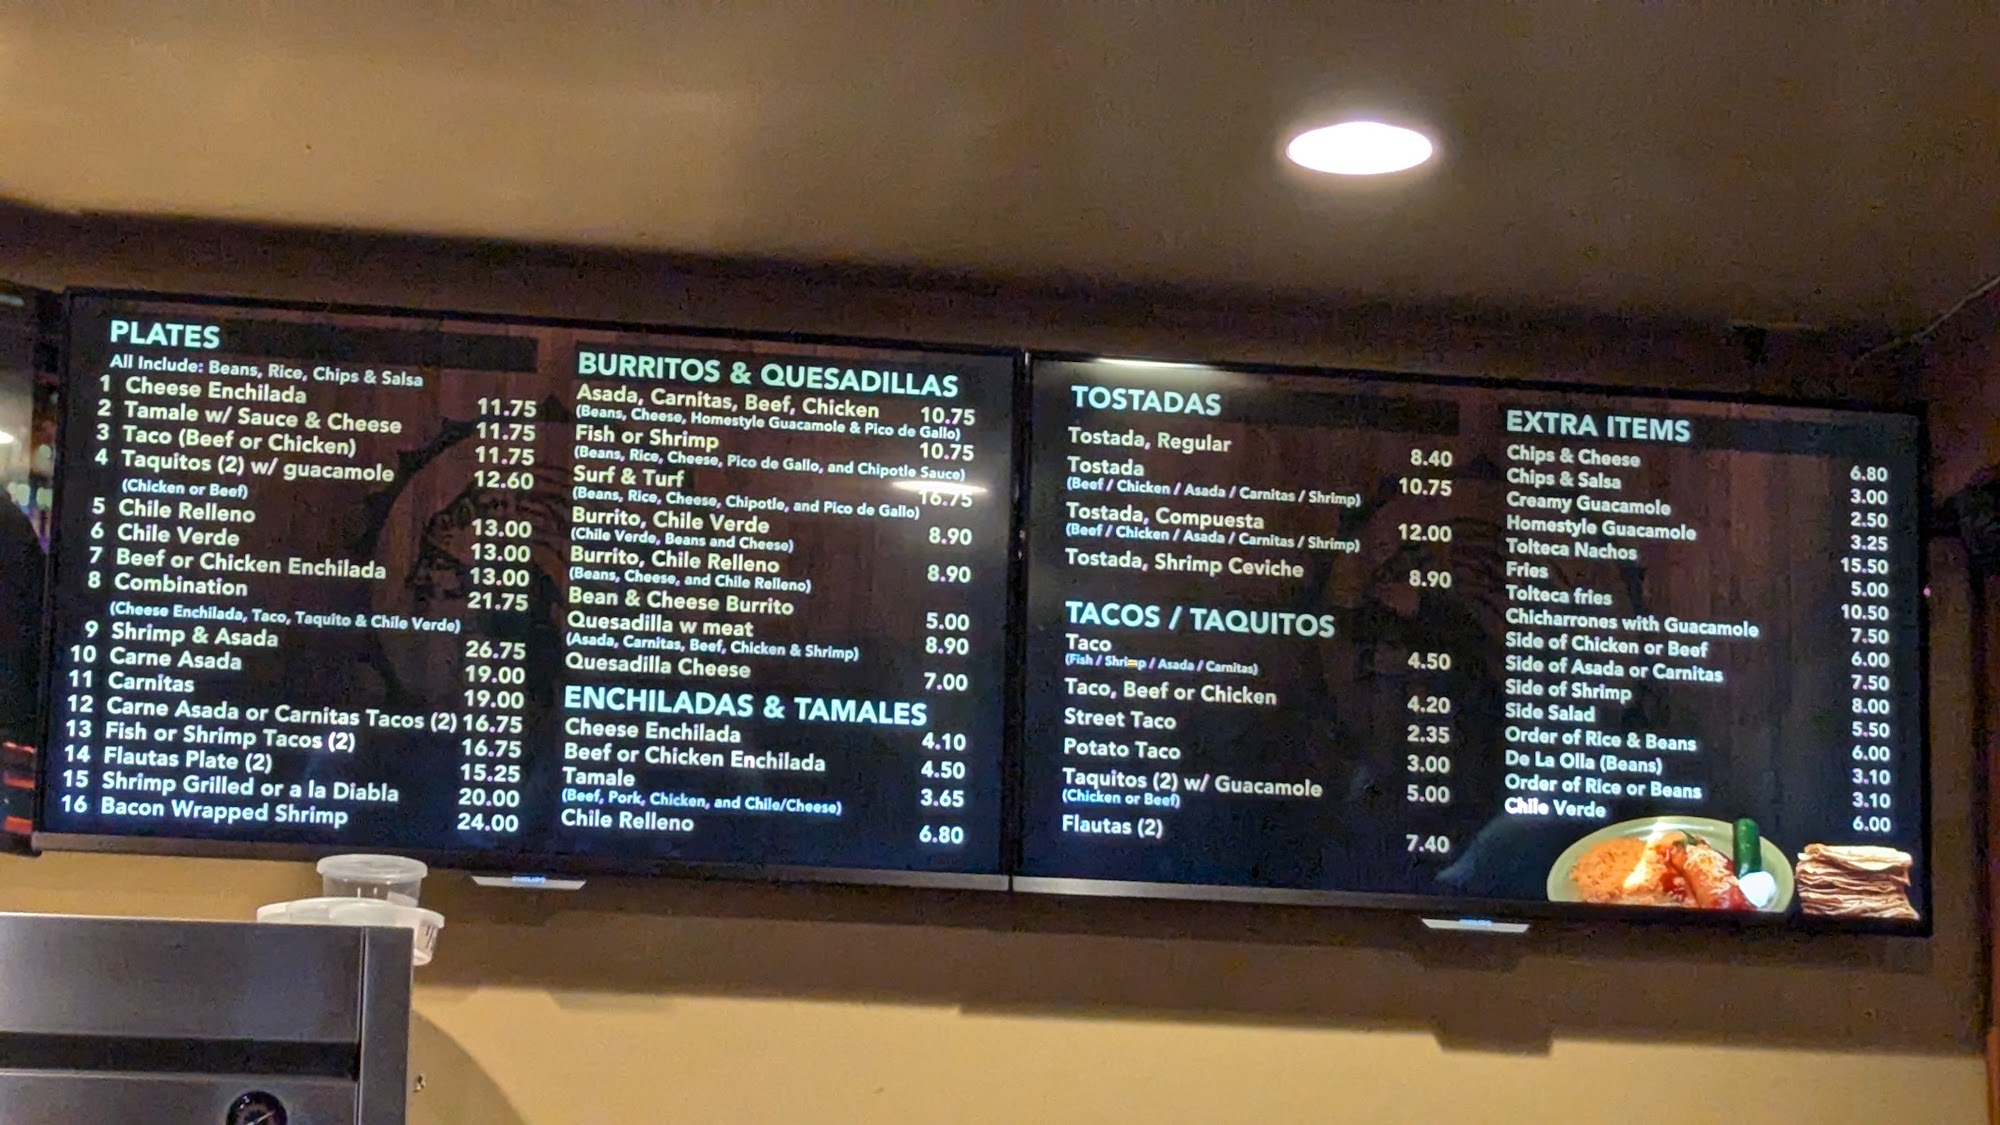 PLATES
All Include: Beans, Rice, Chips & Salsa
1 Cheese Enchilada 11.75
2 Tamale w/ Sauce & Cheese 11.75
3 Taco (Beef or Chicken) 11.75
4 Taquitos (2) w/ guacamole 12.60
(Chicken or Beef)
5 Chile Relleno 13.00
6 Chile Verde 13.00
7 Beef or Chicken Enchilada 13.00
8 Combination 21.75
(Cheese Enchilada, Taco, Taquito & Chile Verde)
9 Shrimp & Asada 26.75
10 Carne Asada 19.00
11 Carnitas 19.00
12 Carne Asada or Carnitas Tacos (2) 16.75
13 Fish or Shrimp Tacos (2) 16.75
14 Flautas Plate (2) 15.25
15 Shrimp Grilled or a la Diabla 20.00
16 Bacon Wrapped Shrimp 24.00
BURRITOS & QUESADILLAS
Asada, Carnitas, Beef, Chicken 10.75
(Beans, Cheese, Homestyle Guacamole & Pico de Gallo)
Fish or Shrimp 10.75
(Beans, Rice, Cheese, Pico de Gallo, and Chipotle Sauce)
Surf & Turf 16.75
(Beans, Rice, Cheese, Chipotle, and Pico de Gallo)
Burrito, Chile Verde 8.90
(Chile Verde, Beans and Cheese)
Burrito, Chile Relleno 8.90
(Beans, Cheese, and Chile Relleno)
Bean & Cheese Burrito 5.00
Quesadilla w meat 8.90
(Asada, Carnitas, Beef, Chicken & Shrimp)
Quesadilla Cheese 7.00
ENCHILADAS & TAMALES
Cheese Enchilada 4.10
Beef or Chicken Enchilada 4.50
Tamale 3.65
(Beef, Pork, Chicken, and Chile/Cheese)
Chile Relleno 6.80
TOSTADAS
Tostada, Regular 8.40
Tostada 10.75
(Beef / Chicken / Asada / Carnitas / Shrimp)
Tostada, Compuesta 12.00
(Beef / Chicken / Asada / Carnitas / Shrimp)
Tostada, Shrimp Ceviche 8.90
TACOS / TAQUITOS
Taco 4.50
(Fish / Shrimp / Asada / Carnitas)
Taco, Beef or Chicken 4.20
Street Taco 2.35
Potato Taco 3.00
Taquitos (2) w/ Guacamole 5.00
(Chicken or Beef)
Flautas (2) 7.40
EXTRA ITEMS
Chips & Cheese 6.80
Chips & Salsa 3.00
Creamy Guacamole 2.50
Homestyle Guacamole 3.25
Tolteca Nachos 15.50
Fries 5.00
Tolteca fries 10.50
Chicharrones with Guacamole 7.50
Side of Chicken or Beef 6.00
Side of Asada or Carnitas 7.50
Side of Shrimp 8.00
Side Salad 5.50
Order of Rice & Beans 6.00
De La Olla (Beans) 3.10
Order of Rice or Beans 3.10
Chile Verde 6.00
PHILIPS